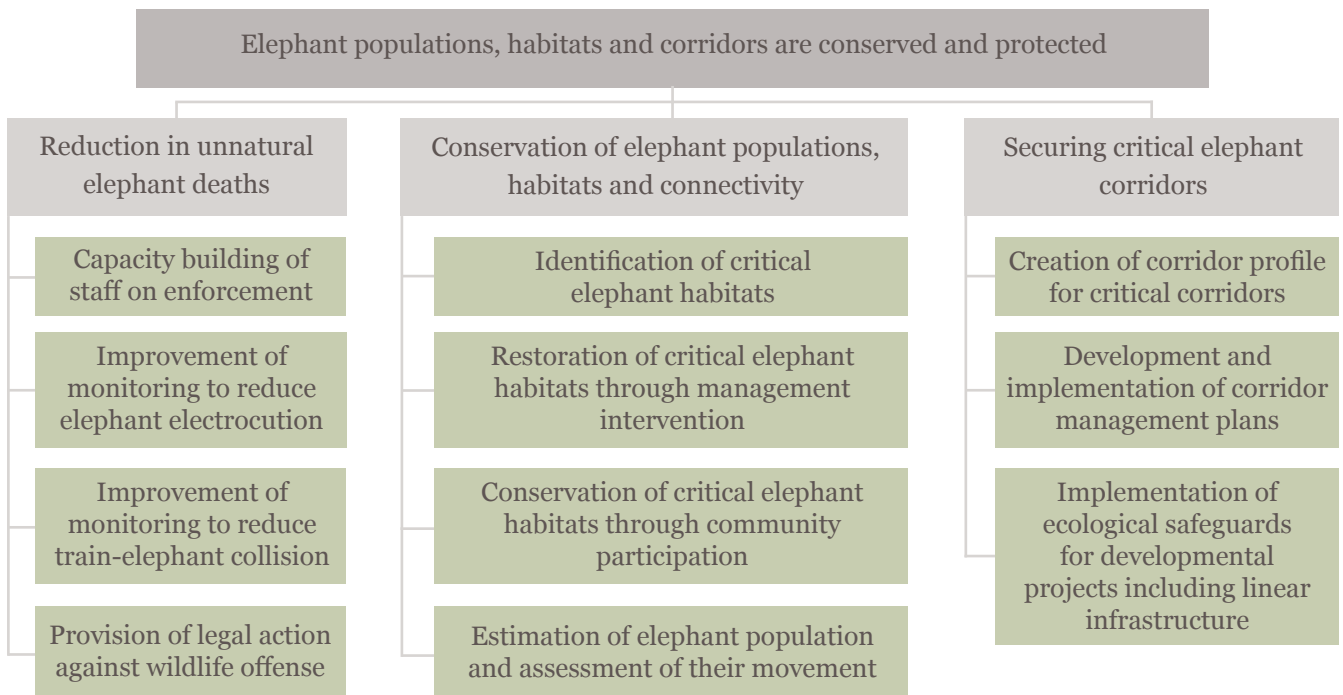 Elephant populations, habitats and corridors are conserved and protected
Reduction in unnatural
elephant deaths
Capacity building of
staff on enforcement
Improvement of
monitoring to reduce
elephant electrocution
Improvement of
monitoring to reduce
train-elephant collision
Provision of legal action
against wildlife offense
Conservation of elephant populations,
habitats and connectivity
Identification of critical
elephant habitats
Restoration of critical elephant
habitats through management
intervention
Conservation of critical elephant
habitats through community
participation
Estimation of elephant population
and assessment of their movement
Securing critical elephant
corridors
Creation of corridor profile
for critical corridors
Development and
implementation of corridor
management plans
Implementation of
ecological safeguards
for developmental
projects including linear
infrastructure